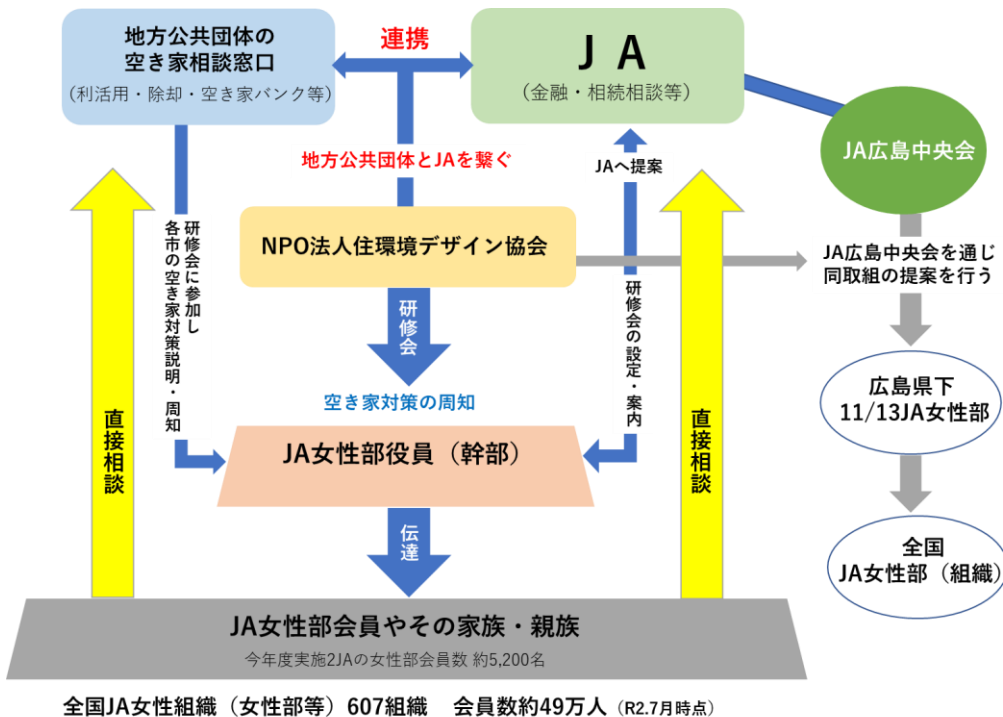 地方公共団体の
空き家相談窓口
(利活用・除却・空き家バンク等)
連携
J A
(金融・相続相談等)
地方公共団体とJAを繋ぐ
JAへ提案
JA広島中央会
NPO法人住環境デザイン協会
JA広島中央会を通じ
同取組の提案を行う
研修会に参加し
各市の空き家対策説明・周知
研修会
研修会の設定・案内
空き家対策の周知
広島県下
11/13JA女性部
直接相談
JA女性部役員（幹部）
直接相談
伝達
全国
JA女性部（組織）
JA女性部会員やその家族・親族
今年度実施2JAの女性部会員数 約5,200名
全国JA女性組織（女性部等）607組織　会員数約49万人（R2.7月時点）